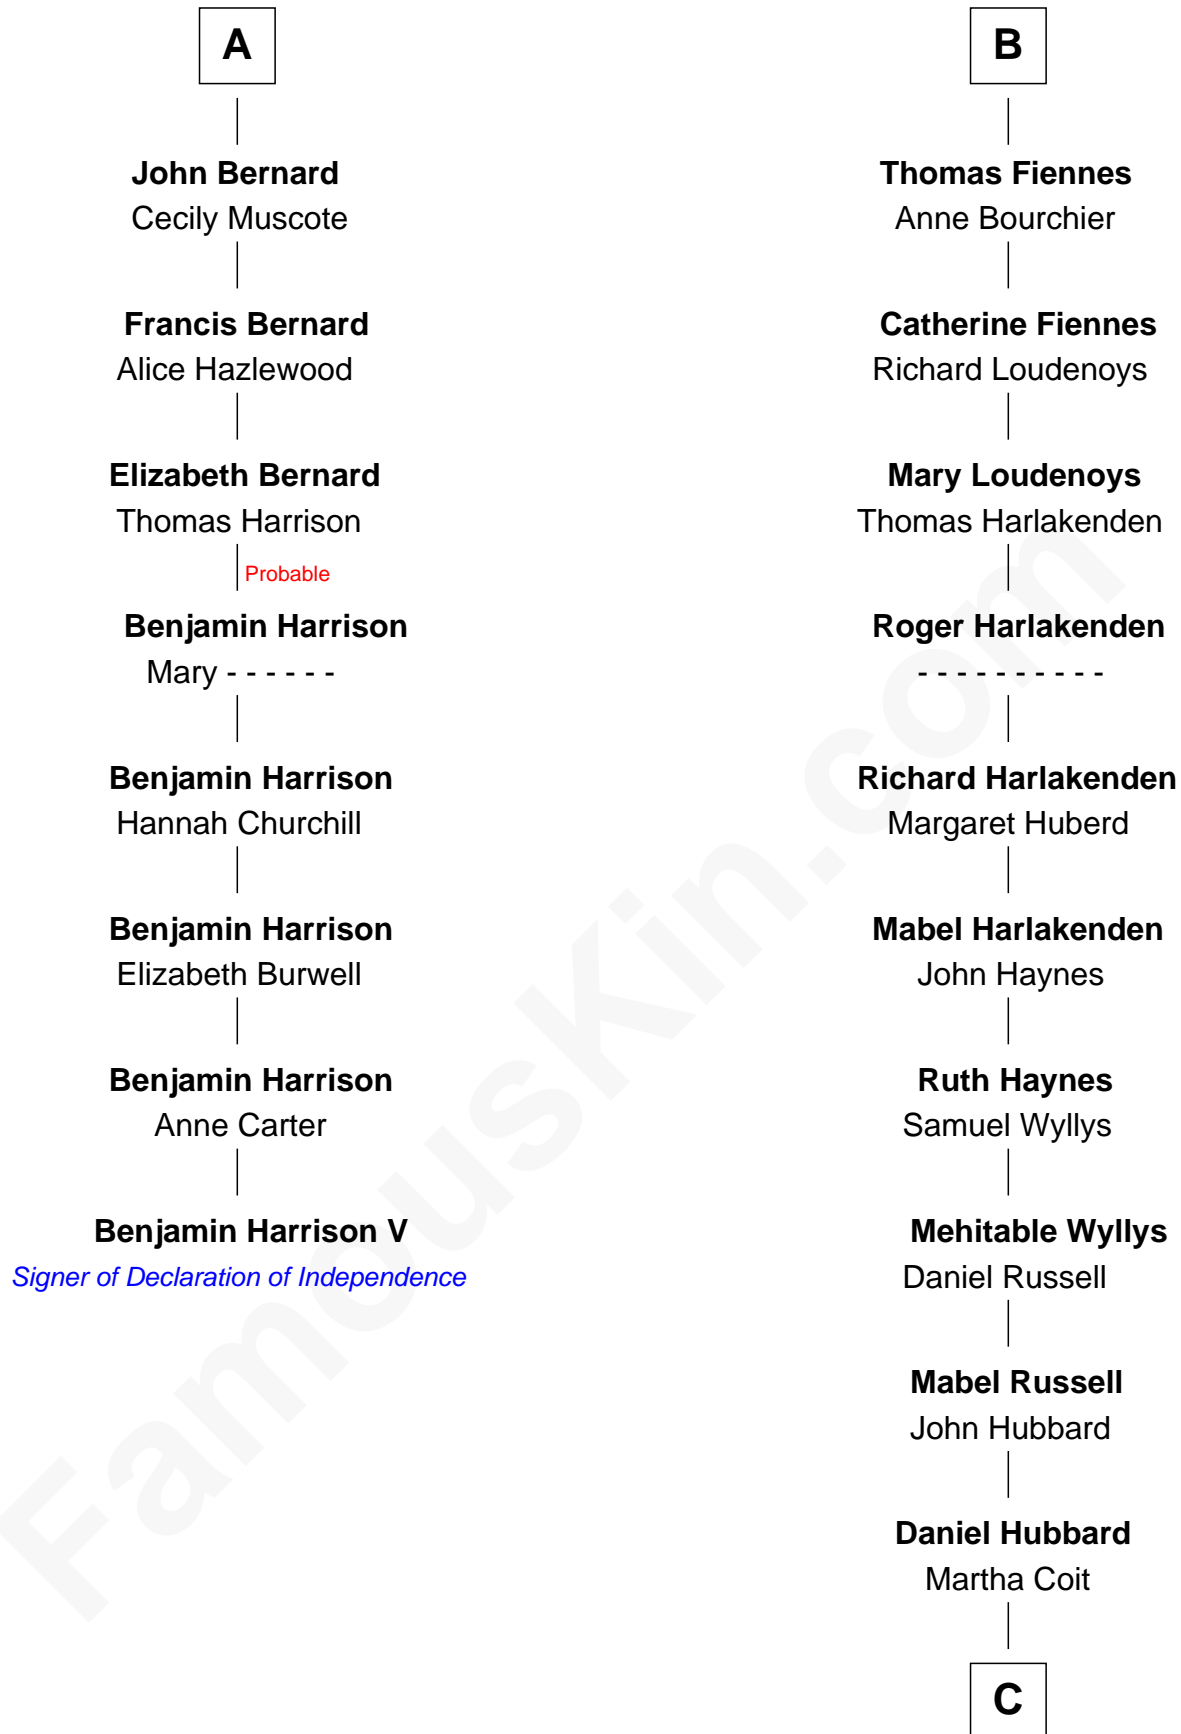 A
John Bernard
Cecily Muscote
Francis Bernard
Alice Hazlewood
Elizabeth Bernard
Thomas Harrison
Probable
Benjamin Harrison
Mary - - - - - -
Benjamin Harrison
Hannah Churchill
Benjamin Harrison
Elizabeth Burwell
Benjamin Harrison
Anne Carter
Benjamin Harrison V
Signer of Declaration of Independence
B
Thomas Fiennes
Anne Bourchier
Catherine Fiennes
Richard Loudenoys
Mary Loudenoys
Thomas Harlakenden
Roger Harlakenden
- - - - - - - - - -
Richard Harlakenden
Margaret Huberd
Mabel Harlakenden
John Haynes
Ruth Haynes
Samuel Wyllys
Mehitable Wyllys
Daniel Russell
Mabel Russell
John Hubbard
Daniel Hubbard
Martha Coit
C
FamousKin.com